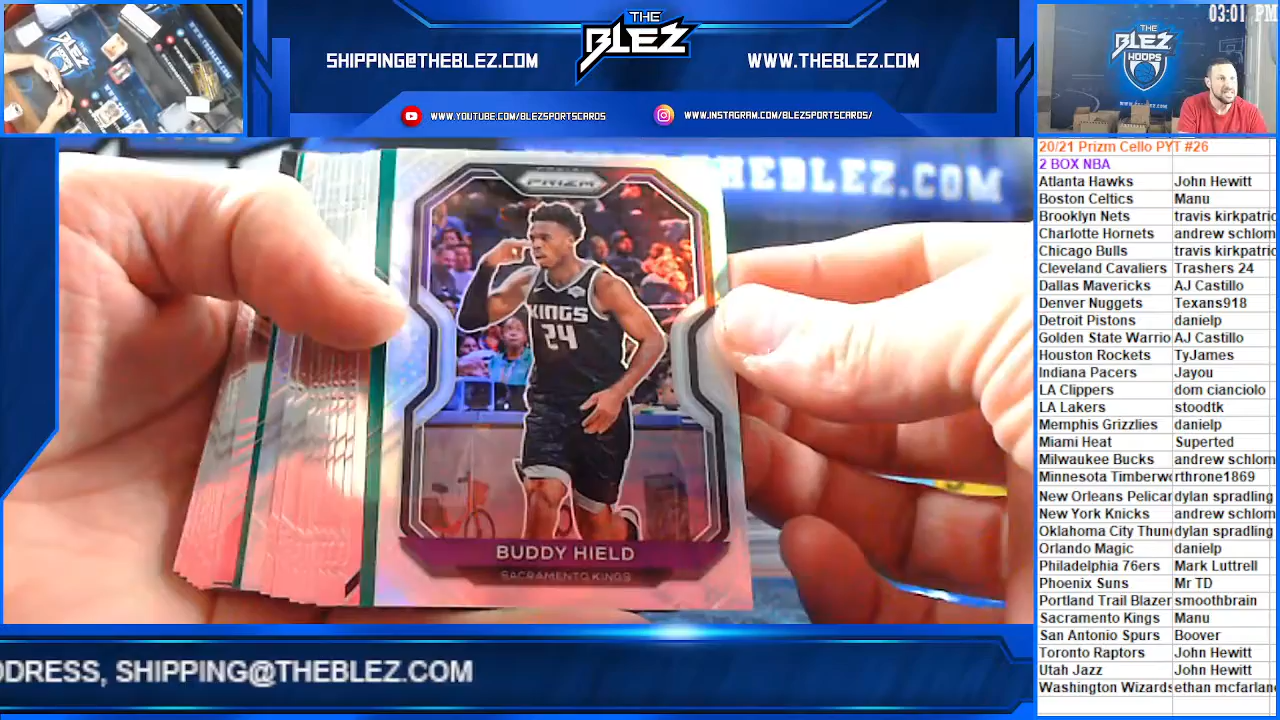 SHIPPING@THEBLEZ.COM
THE
BLEZ
WWW.THEBLEZ.COM
WWW.YOUTUBE.COM/BLEZSPORTSCARDS
WWW.INSTAGRAM.COM/BLEZSPORTSCARDS/
03:01 PM
THE
BLEZ
HOOPS
HEBLEZ.COM
PRIZM
KINGS
24
BUDDY HIELD
SACRAMENTO KINGS
DDRESS, SHIPPING@THEBLEZ.COM
20/21 Prizm Cello PYT #26
2 BOX NBA
Atlanta Hawks John Hewitt
Boston Celtics Manu
Brooklyn Nets travis kirkpatric
Charlotte Hornets andrew schlom
Chicago Bulls travis kirkpatric
Cleveland Cavaliers Trashers 24
Dallas Mavericks AJ Castillo
Denver Nuggets Texans918
Detroit Pistons danielp
Golden State Warrio AJ Castillo
Houston Rockets TyJames
Indiana Pacers Jayou
LA Clippers dom cianciolo
LA Lakers stoodtk
Memphis Grizzlies danielp
Miami Heat Superted
Milwaukee Bucks andrew schlom
Minnesota Timberwo rthrone1869
New Orleans Pelican dylan spradling
New York Knicks andrew schlom
Oklahoma City Thund dylan spradling
Orlando Magic danielp
Philadelphia 76ers Mark Luttrell
Phoenix Suns Mr TD
Portland Trail Blazer smoothbrain
Sacramento Kings Manu
San Antonio Spurs Boover
Toronto Raptors John Hewitt
Utah Jazz John Hewitt
Washington Wizards ethan mcfarlan